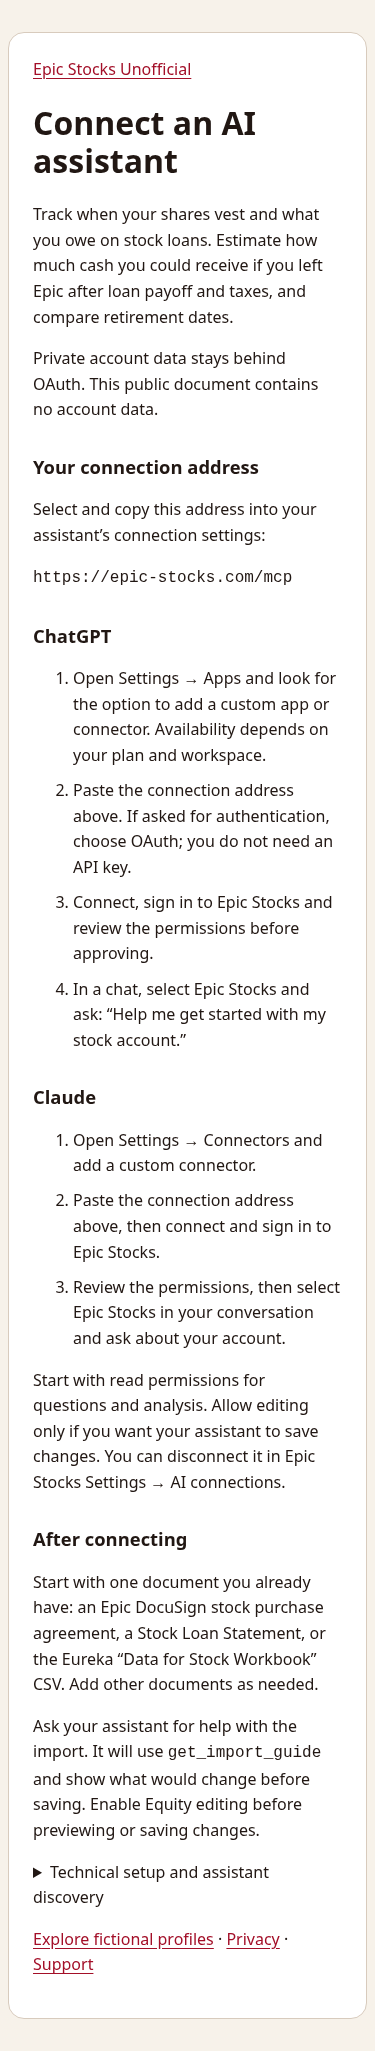 Epic Stocks Unofficial
Connect an AI
assistant
Track when your shares vest and what
you owe on stock loans. Estimate how
much cash you could receive if you left
Epic after loan payoff and taxes, and
compare retirement dates.
Private account data stays behind
OAuth. This public document contains
no account data.
Your connection address
Select and copy this address into your
assistant’s connection settings:
https://epic-stocks.com/mcp
ChatGPT
1. Open Settings → Apps and look for
the option to add a custom app or
connector. Availability depends on
your plan and workspace.
2. Paste the connection address
above. If asked for authentication,
choose OAuth; you do not need an
API key.
3. Connect, sign in to Epic Stocks and
review the permissions before
approving.
4. In a chat, select Epic Stocks and
ask: “Help me get started with my
stock account.”
Claude
1. Open Settings → Connectors and
add a custom connector.
2. Paste the connection address
above, then connect and sign in to
Epic Stocks.
3. Review the permissions, then select
Epic Stocks in your conversation
and ask about your account.
Start with read permissions for
questions and analysis. Allow editing
only if you want your assistant to save
changes. You can disconnect it in Epic
Stocks Settings → AI connections.
After connecting
Start with one document you already
have: an Epic DocuSign stock purchase
agreement, a Stock Loan Statement, or
the Eureka “Data for Stock Workbook”
CSV. Add other documents as needed.
Ask your assistant for help with the
import. It will use get_import_guide
and show what would change before
saving. Enable Equity editing before
previewing or saving changes.
▶ Technical setup and assistant
discovery
Explore fictional profiles · Privacy ·
Support